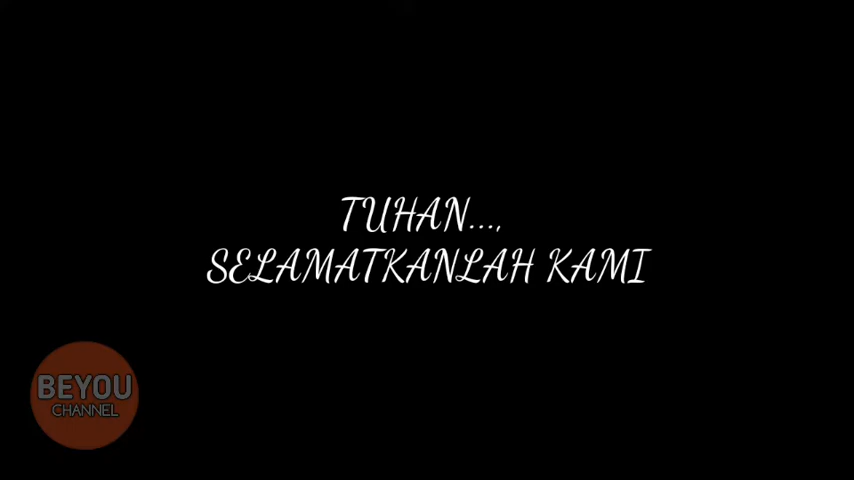 TUHAN...,
SELAMATKANLAH KAMI
BEYOU
CHANNEL